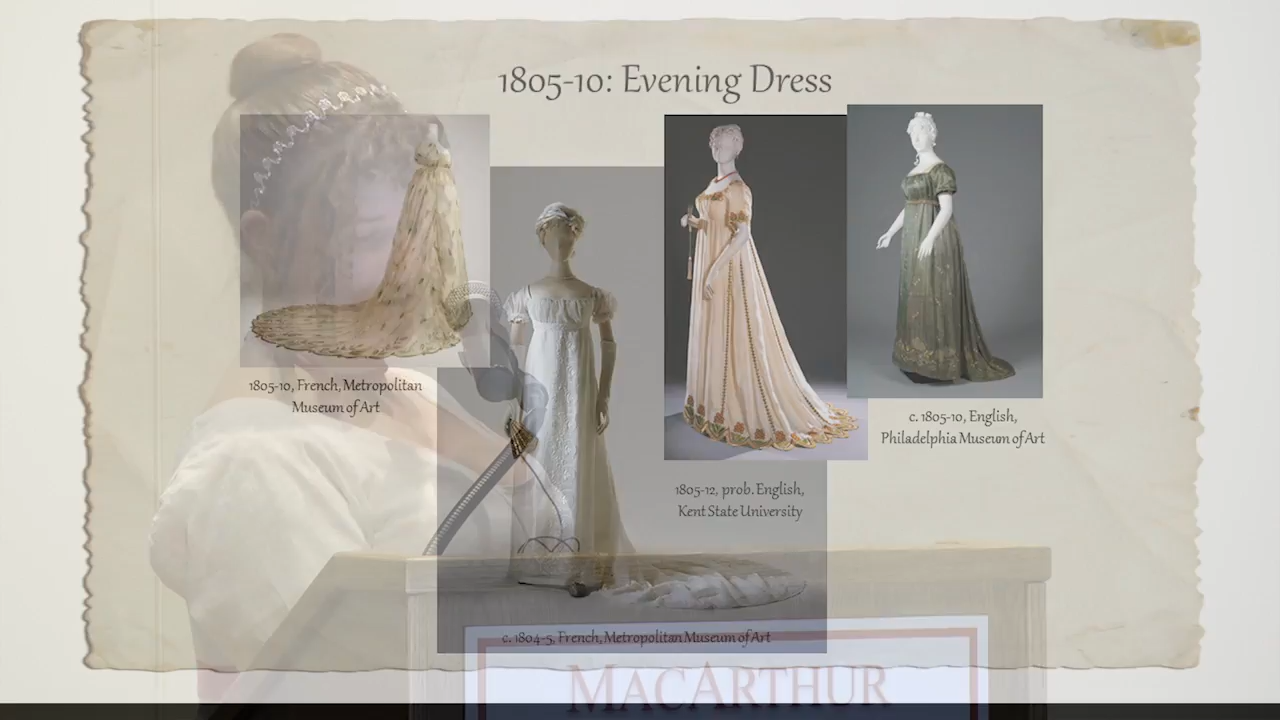 1805-10: Evening Dress
1805-10, French, Metropolitan
Museum of Art
c. 1805-10, English,
Philadelphia Museum of Art
1805-12, prob. English,
Kent State University
c. 1804-5, French, Metropolitan Museum of Art
MACARTHUR